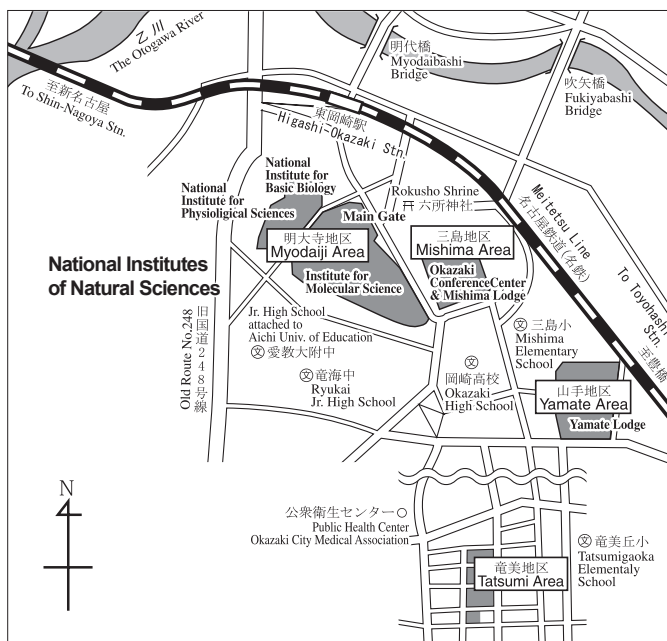 乙川
The Otogawa River
明代橋
Myodaibashi
Bridge
吹矢橋
Fukiyabashi
Bridge
至新名古屋
To Shin-Nagoya Stn.
東岡崎駅
Higashi-Okazaki Stn.
National
Institute for
Basic Biology
National
Institute for
Physioligical Sciences
Main Gate
Rokusho Shrine
六所神社
Meitetsu Line
名古屋鉄道(名鉄)
To Toyohashi Stn.
至豊橋
明大寺地区
Myodaiji Area
三島地区
Mishima Area
Okazaki
ConferenceCenter
& Mishima Lodge
Institute for
Molecular Science
National Institutes
of Natural Sciences
旧国道248号線
Old Route No.248
Jr. High School
attached to
Aichi Univ. of Education
文 愛教大附中
文 竜海中
Ryukai
Jr. High School
文
岡崎高校
Okazaki
High School
文 三島小
Mishima
Elementary
School
山手地区
Yamate Area
Yamate Lodge
N
公衆衛生センター
Public Health Center
Okazaki City Medical Association
文 竜美丘小
Tatsumigaoka
Elementaly
School
竜美地区
Tatsumi Area